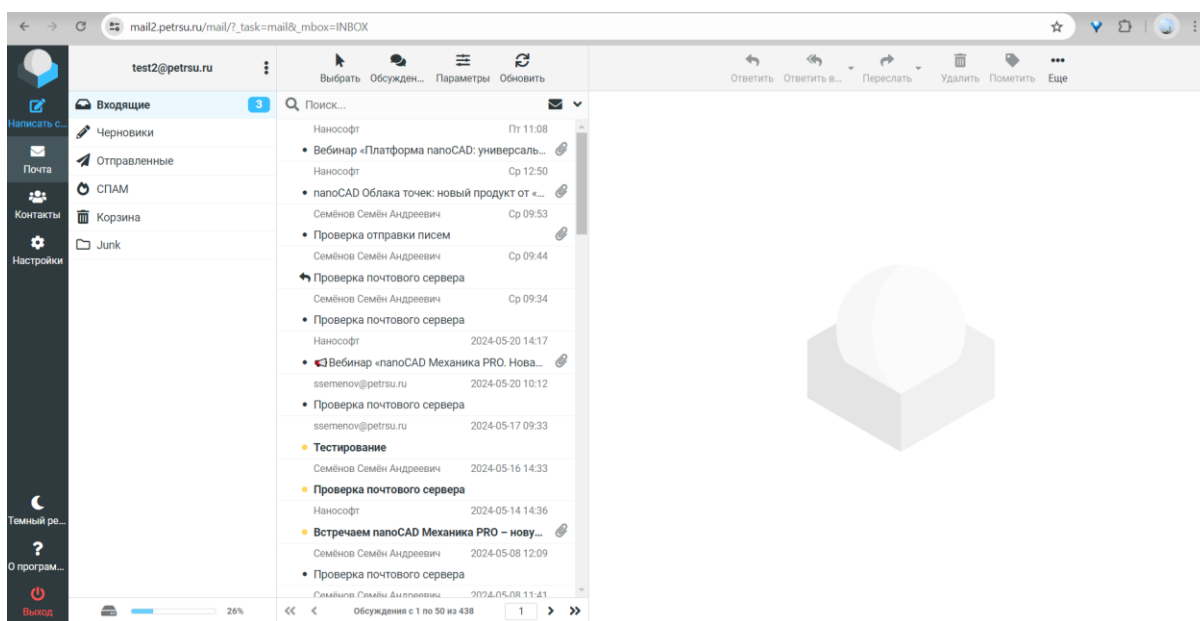 mail2.petrsu.ru/mail/?_task=mail&_mbox=INBOX
test2@petrsu.ru
Выбрать Обсужден... Параметры Обновить
Ответить Ответить в... Переслать Удалить Пометить Еще
Написать с...
Почта
Контакты
Настройки
Темный ре...
О програм...
Выход
Входящие 3
Черновики
Отправленные
СПАМ
Корзина
Junk
26%
Поиск...
Нанософт Пт 11:08
Вебинар «Платформа nanoCAD: универсаль...
Нанософт Ср 12:50
nanoCAD Облака точек: новый продукт от «...
Семёнов Семён Андреевич Ср 09:53
Проверка отправки писем
Семёнов Семён Андреевич Ср 09:44
Проверка почтового сервера
Семёнов Семён Андреевич Ср 09:34
Проверка почтового сервера
Нанософт 2024-05-20 14:17
Вебинар «nanoCAD Механика PRO. Нова...
ssemenov@petrsu.ru 2024-05-20 10:12
Проверка почтового сервера
ssemenov@petrsu.ru 2024-05-17 09:33
Тестирование
Семёнов Семён Андреевич 2024-05-16 14:33
Проверка почтового сервера
Нанософт 2024-05-14 14:36
Встречаем nanoCAD Механика PRO – нову...
Семёнов Семён Андреевич 2024-05-08 12:09
Проверка почтового сервера
Семёнов Семён Андреевич 2024-05-08 11:41
Обсуждения с 1 по 50 из 438 1